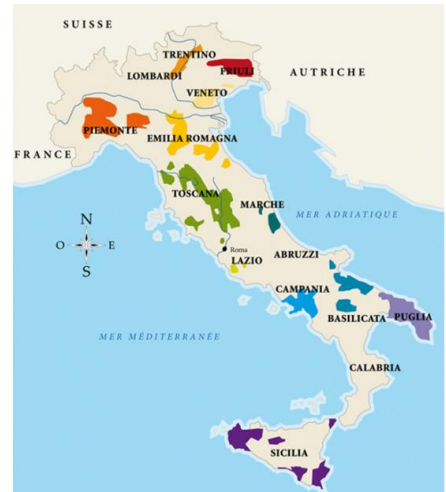 SUISSE
TRENTINO
FRIULI
LOMBARDI
AUTRICHE
VENETO
PIEMONTE
EMILIA ROMAGNA
FRANCE
TOSCANA
MARCHE
MER ADRIATIQUE
N
O
E
S
Roma
LAZIO
ABRUZZI
CAMPANIA
BASILICATA
PUGLIA
MER MÉDITERRANÉE
CALABRIA
SICILIA